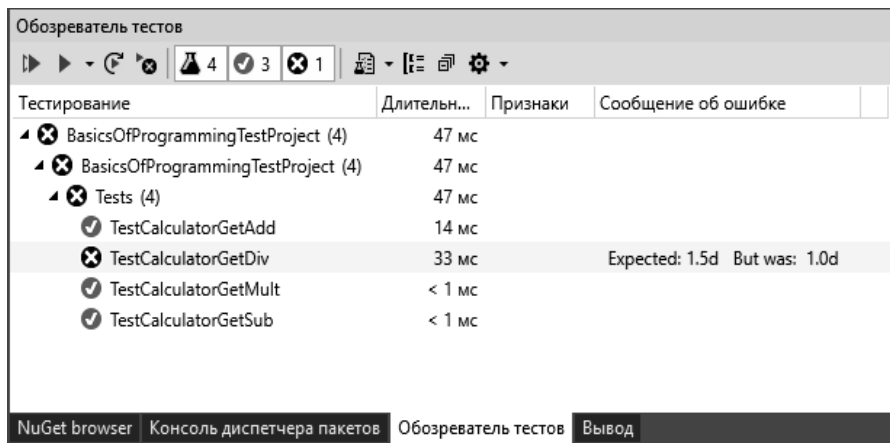 Обозреватель тестов
4 3 1
Тестирование Длительн... Признаки Сообщение об ошибке
BasicsOfProgrammingTestProject (4) 47 мс
BasicsOfProgrammingTestProject (4) 47 мс
Tests (4) 47 мс
TestCalculatorGetAdd 14 мс
TestCalculatorGetDiv 33 мс Expected: 1.5d But was: 1.0d
TestCalculatorGetMult < 1 мс
TestCalculatorGetSub < 1 мс
NuGet browser Консоль диспетчера пакетов Обозреватель тестов Вывод